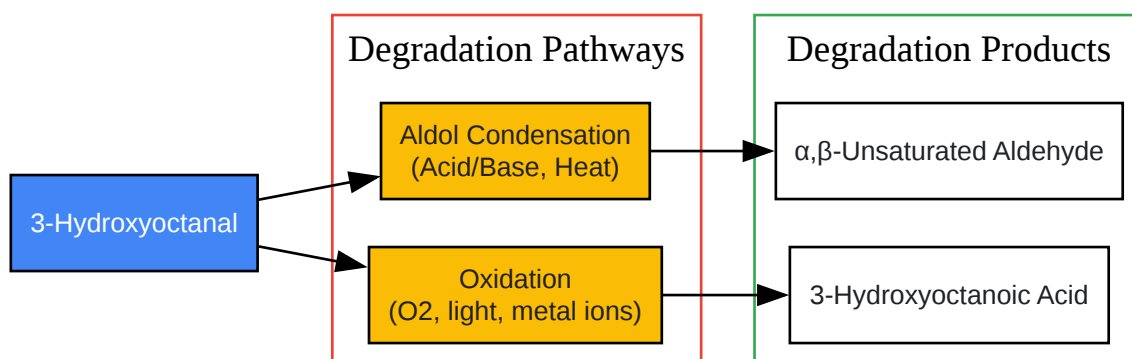 Degradation Pathways
Degradation Products
Aldol Condensation
(Acid/Base, Heat)
α,β-Unsaturated Aldehyde
3-Hydroxyoctanal
Oxidation
(O2, light, metal ions)
3-Hydroxyoctanoic Acid